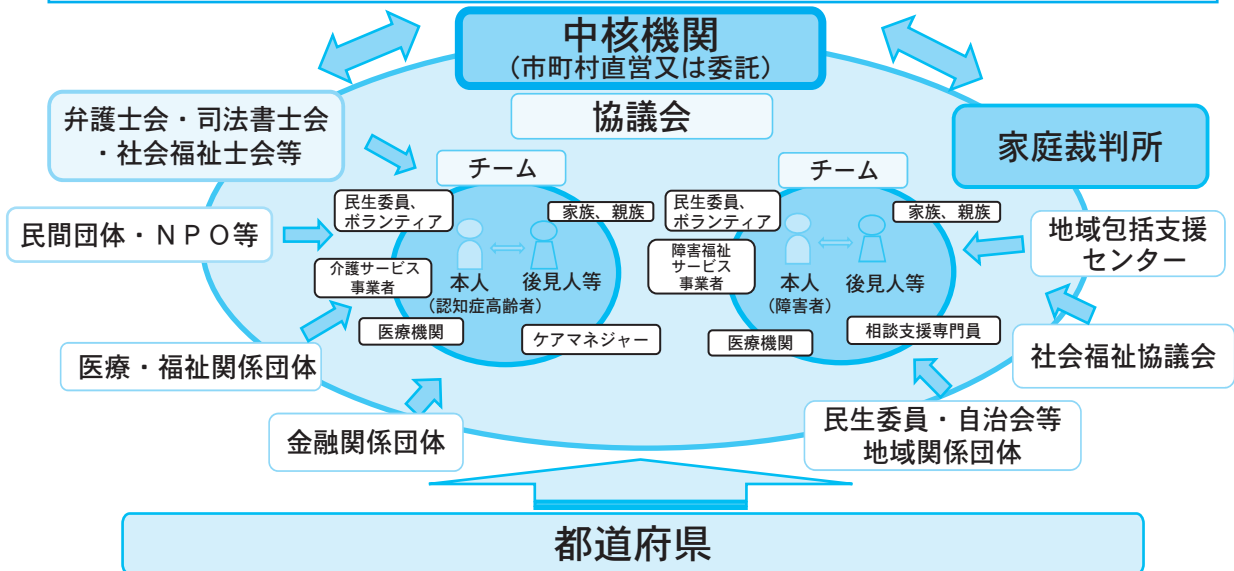 中核機関
（市町村直営又は委託）
協議会
弁護士会・司法書士会
・社会福祉士会等
家庭裁判所
チーム
民生委員、
ボランティア
家族、親族
介護サービス
事業者
本人
（認知症高齢者）
後見人等
医療機関
ケアマネジャー
チーム
民生委員、
ボランティア
家族、親族
障害福祉
サービス
事業者
本人
（障害者）
後見人等
医療機関
相談支援専門員
民間団体・ＮＰＯ等
地域包括支援
センター
医療・福祉関係団体
社会福祉協議会
金融関係団体
民生委員・自治会等
地域関係団体
都道府県